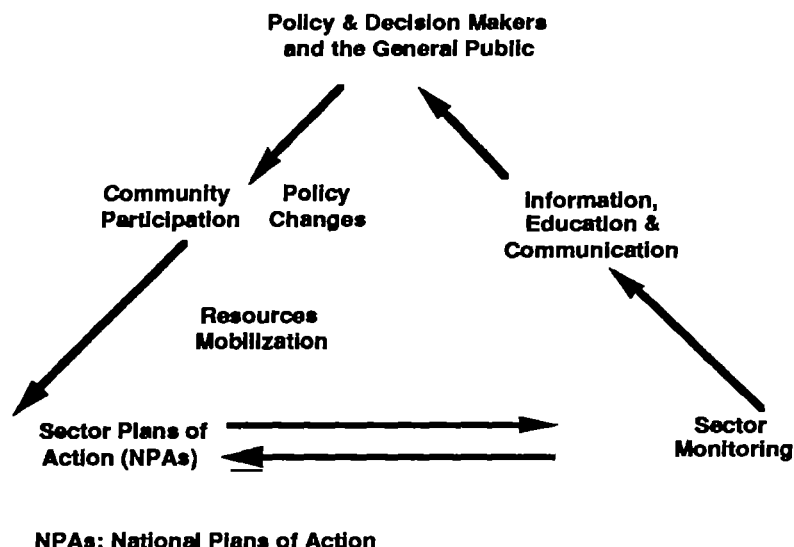 Policy & Decision Makers
and the General Public
Community
Participation
Policy
Changes
Information,
Education &
Communication
Resources
Mobilization
Sector Plans of
Action (NPAs)
Sector
Monitoring
NPAs: National Plans of Action